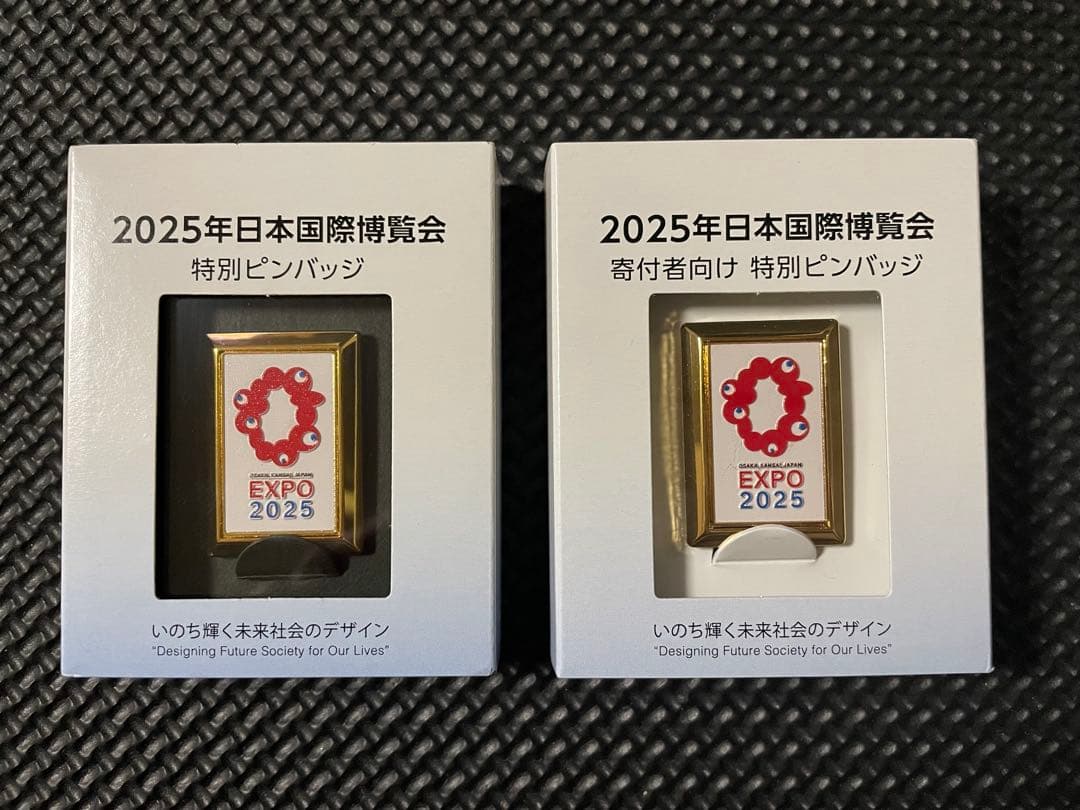 2025年日本国際博覧会
特別ピンバッジ
OSAKA, KANSAI, JAPAN
EXPO
2025
いのち輝く未来社会のデザイン
"Designing Future Society for Our Lives"
2025年日本国際博覧会
寄付者向け 特別ピンバッジ
OSAKA, KANSAI, JAPAN
EXPO
2025
いのち輝く未来社会のデザイン
"Designing Future Society for Our Lives"